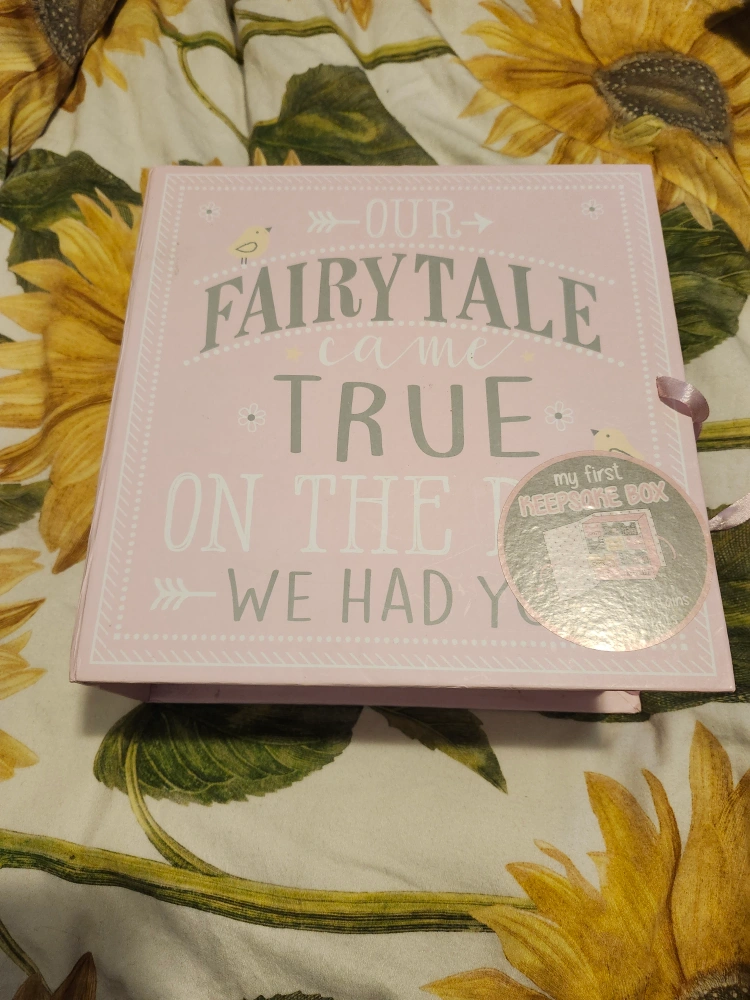 OUR
FAIRYTALE
came
TRUE
ON THE
WE HAD
my first
KEEPSAKE BOX